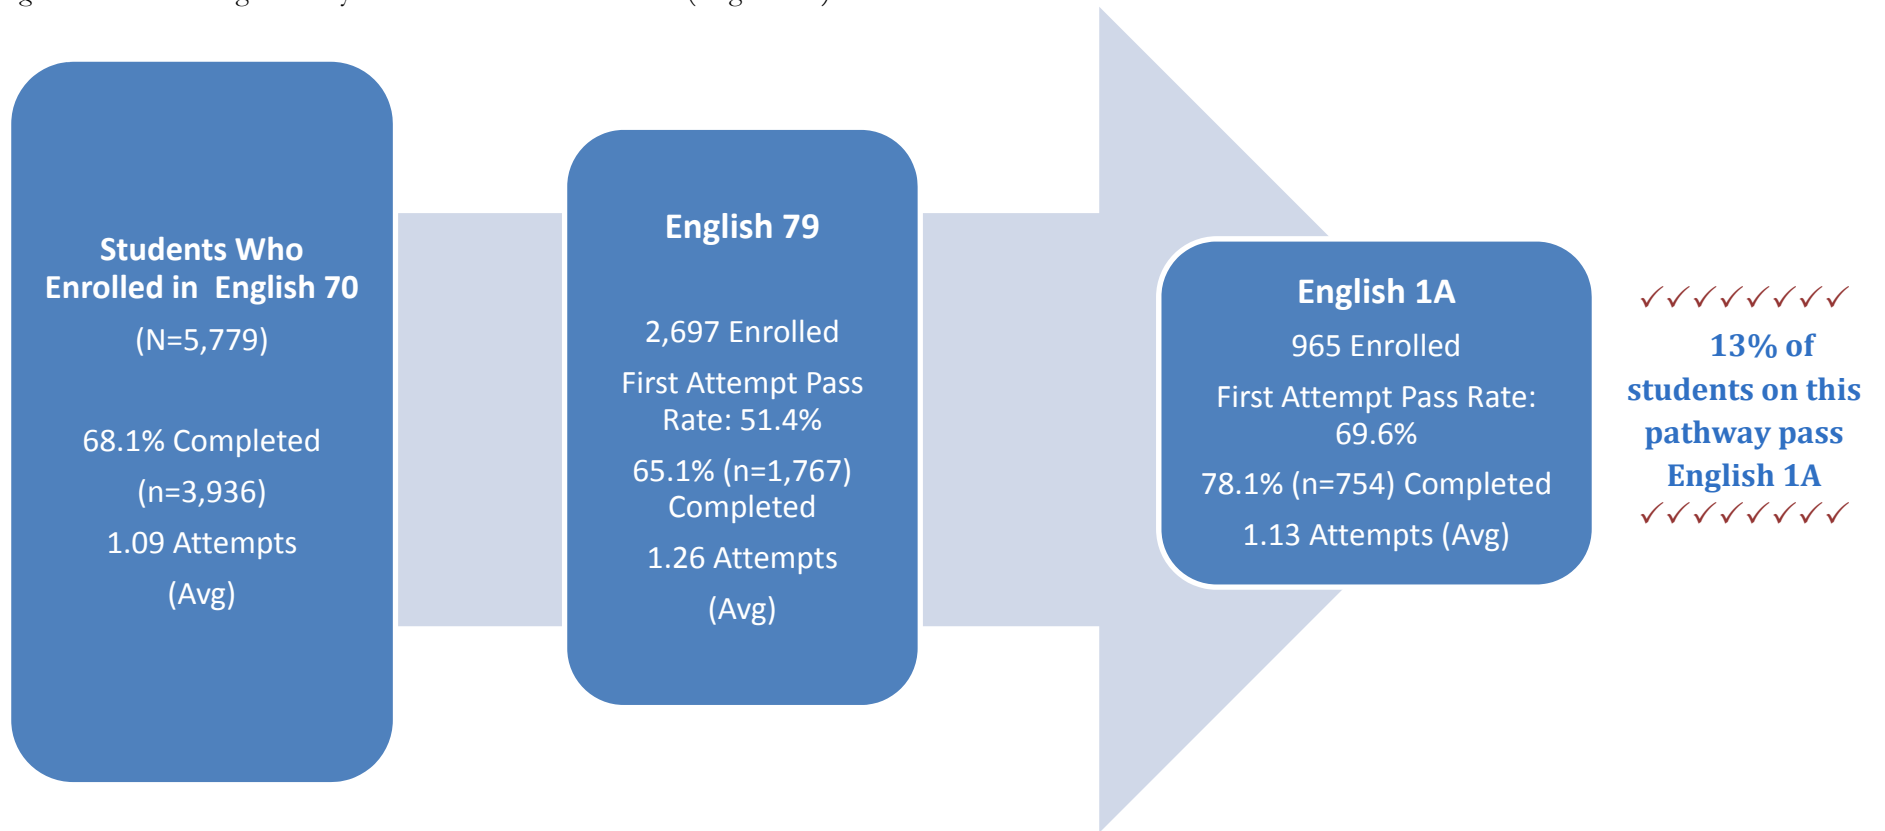 Students Who
Enrolled in English 70
(N=5,779)
68.1% Completed
(n=3,936)
1.09 Attempts
(Avg)
English 79
2,697 Enrolled
First Attempt Pass
Rate: 51.4%
65.1% (n=1,767)
Completed
1.26 Attempts
(Avg)
English 1A
965 Enrolled
First Attempt Pass Rate:
69.6%
78.1% (n=754) Completed
1.13 Attempts (Avg)
✓✓✓✓✓✓✓✓
13% of
students on this
pathway pass
English 1A
✓✓✓✓✓✓✓✓